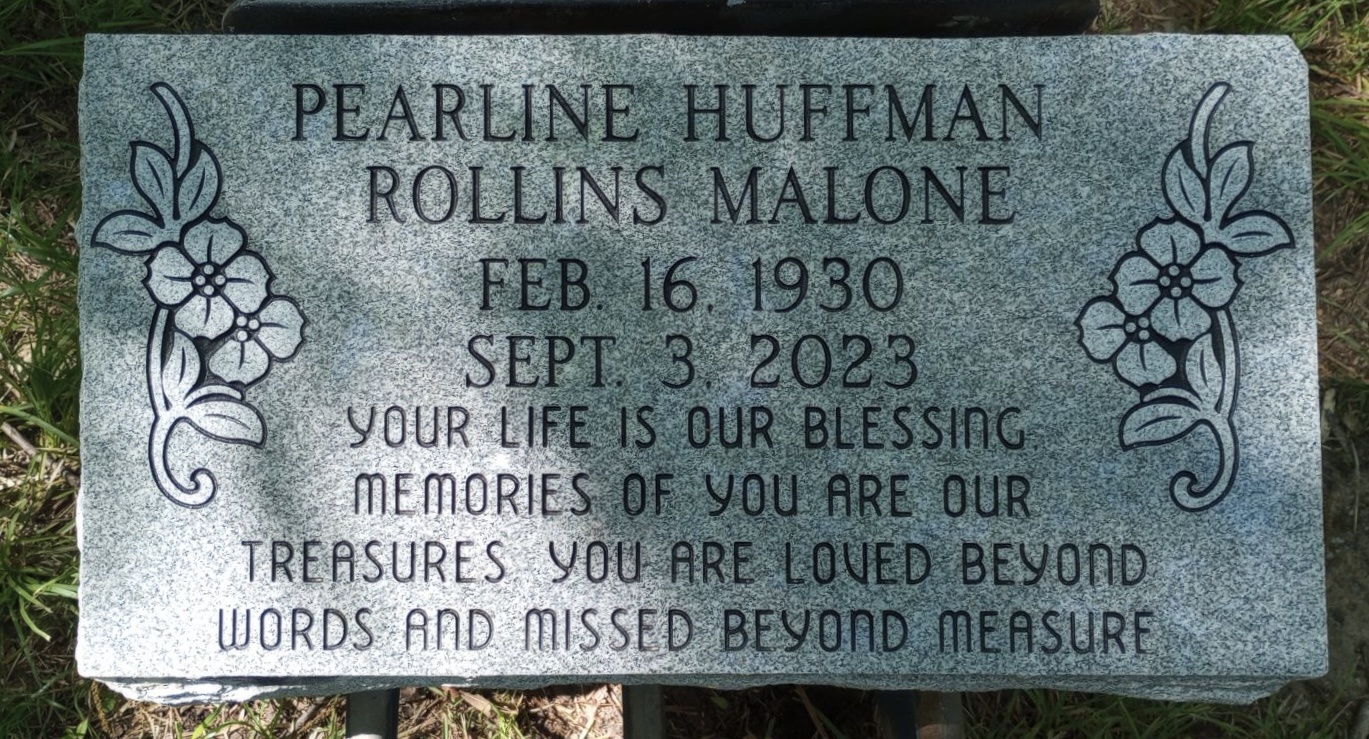 PEARLINE HUFFMAN
ROLLINS MALONE
FEB. 16, 1930
SEPT. 3, 2023
YOUR LIFE IS OUR BLESSING
MEMORIES OF YOU ARE OUR
TREASURES YOU ARE LOVED BEYOND
WORDS AND MISSED BEYOND MEASURE